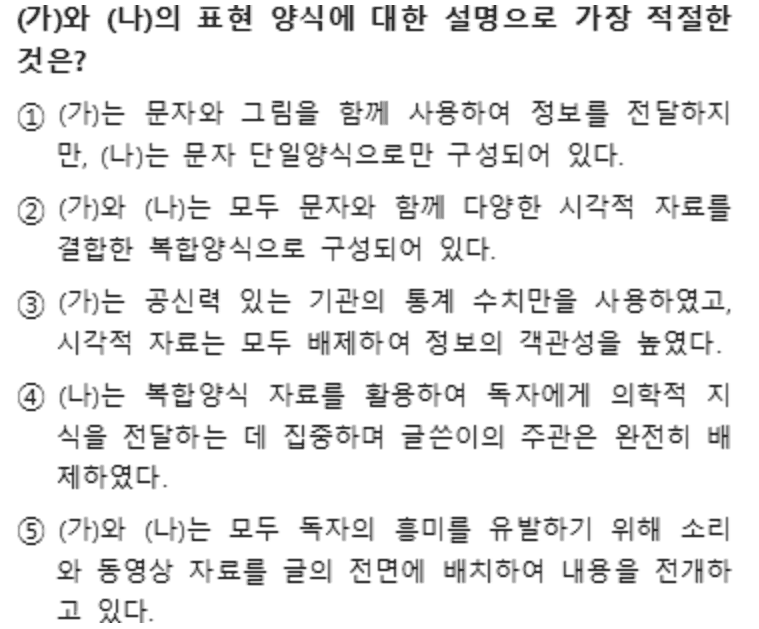 (가)와 (나)의 표현 양식에 대한 설명으로 가장 적절한
것은?
① (가)는 문자와 그림을 함께 사용하여 정보를 전달하지
만, (나)는 문자 단일양식으로만 구성되어 있다.
② (가)와 (나)는 모두 문자와 함께 다양한 시각적 자료를
결합한 복합양식으로 구성되어 있다.
③ (가)는 공신력 있는 기관의 통계 수치만을 사용하였고,
시각적 자료는 모두 배제하여 정보의 객관성을 높였다.
④ (나)는 복합양식 자료를 활용하여 독자에게 의학적 지
식을 전달하는 데 집중하며 글쓴이의 주관은 완전히 배
제하였다.
⑤ (가)와 (나)는 모두 독자의 흥미를 유발하기 위해 소리
와 동영상 자료를 글의 전면에 배치하여 내용을 전개하
고 있다.